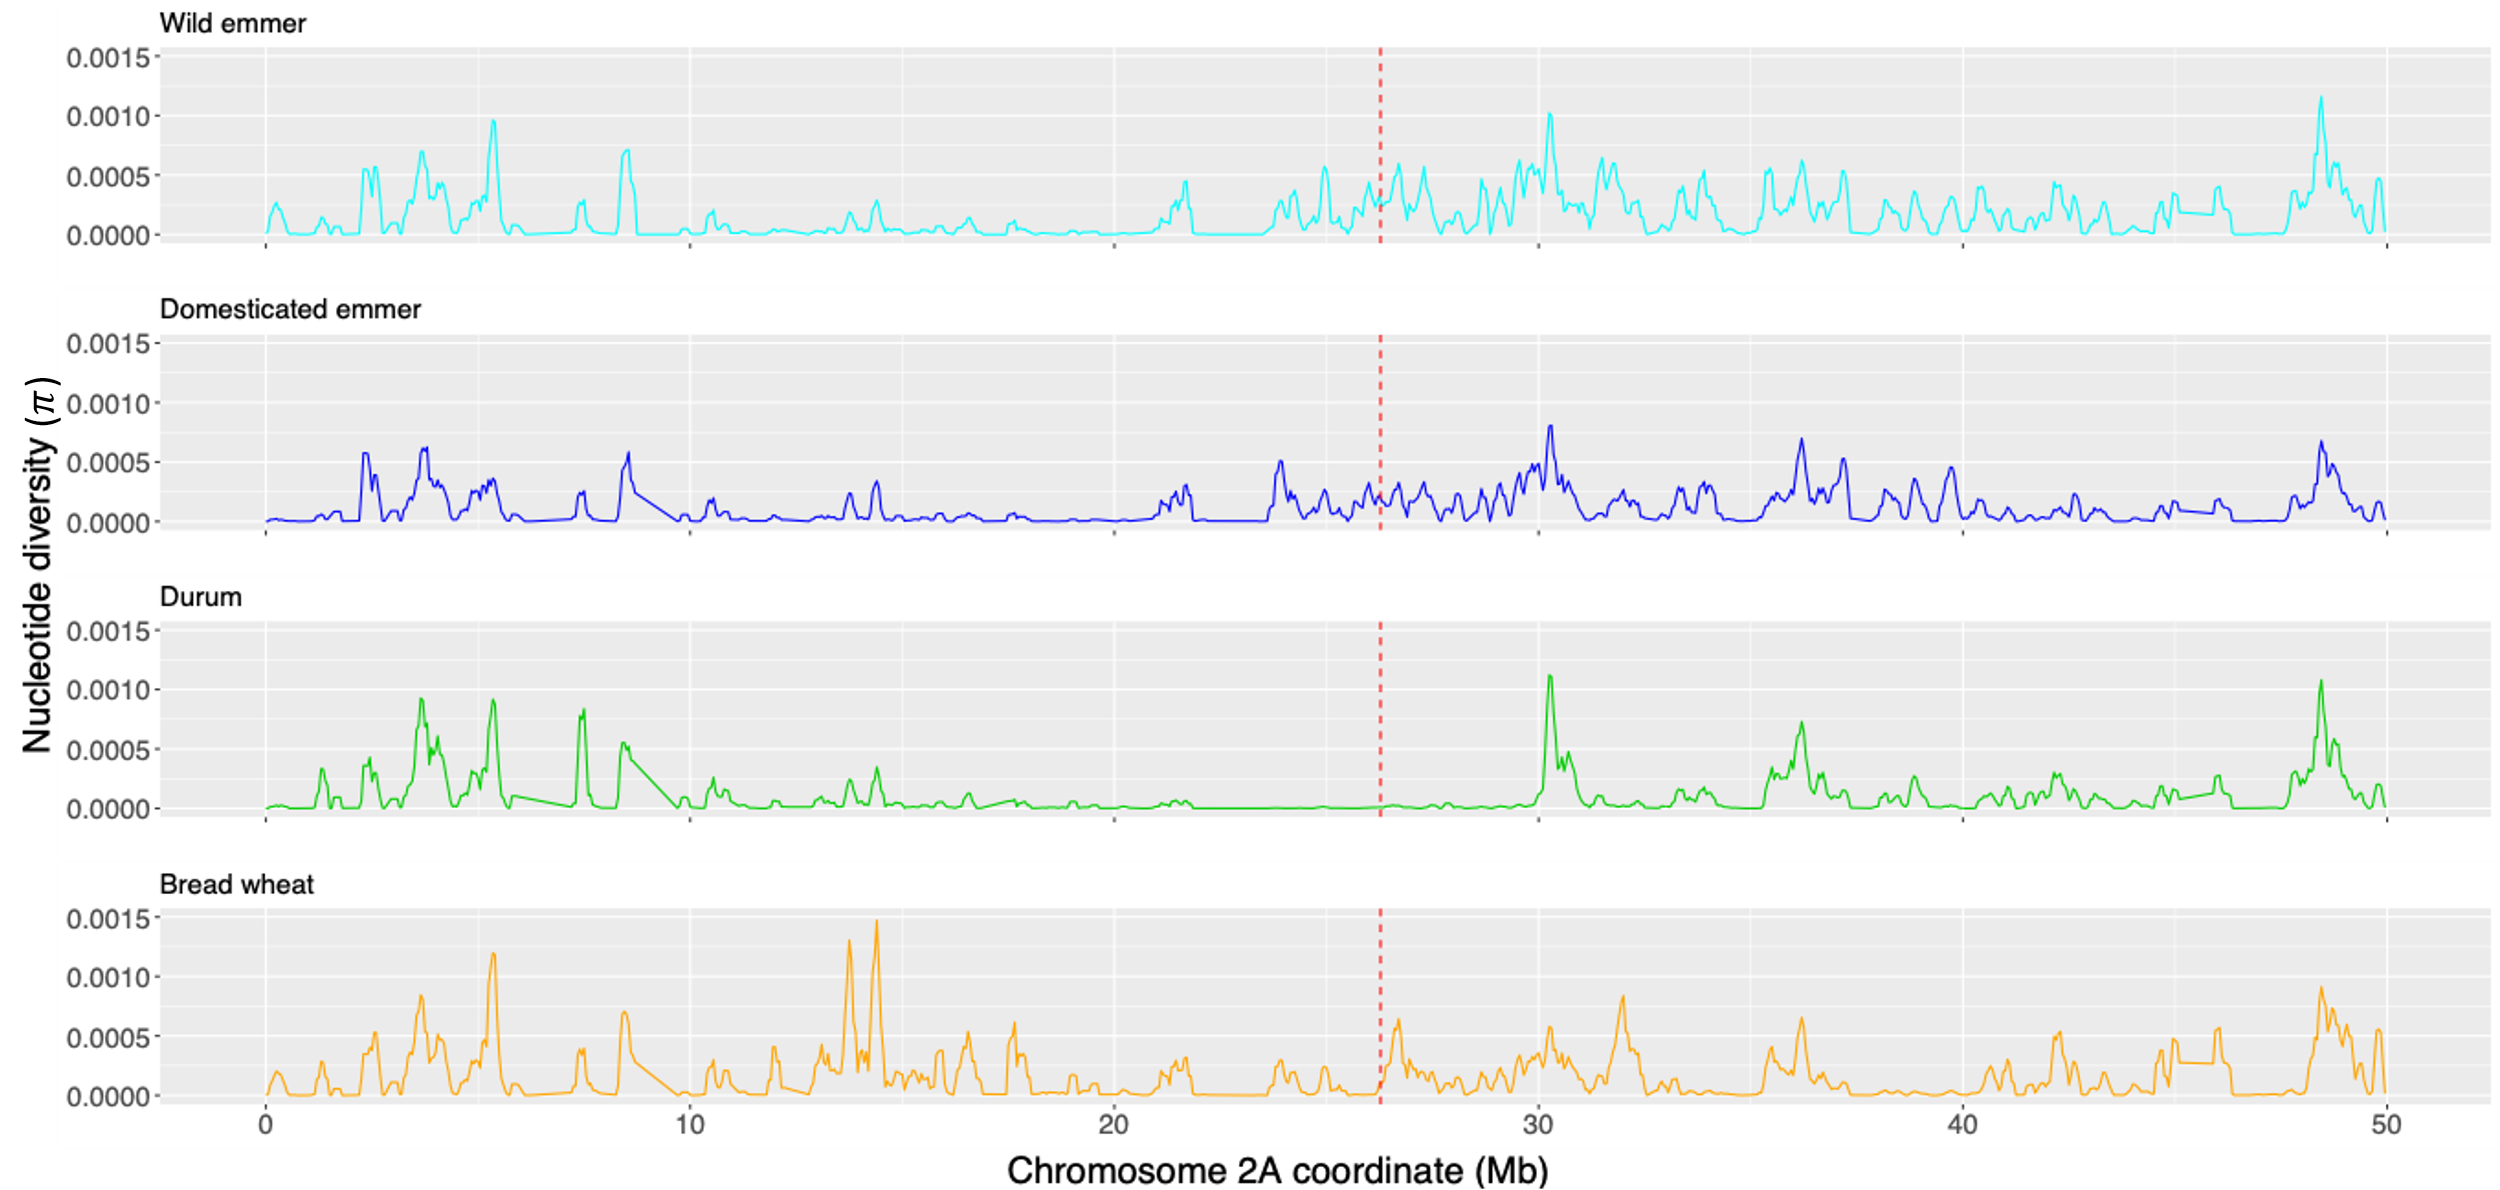 Wild emmer
0.0015
0.0010
0.0005
0.0000
Domesticated emmer
0.0015
0.0010
0.0005
0.0000
Nucleotide diversity (π)
Durum
0.0015
0.0010
0.0005
0.0000
Bread wheat
0.0015
0.0010
0.0005
0.0000
0 10 20 30 40 50
Chromosome 2A coordinate (Mb)